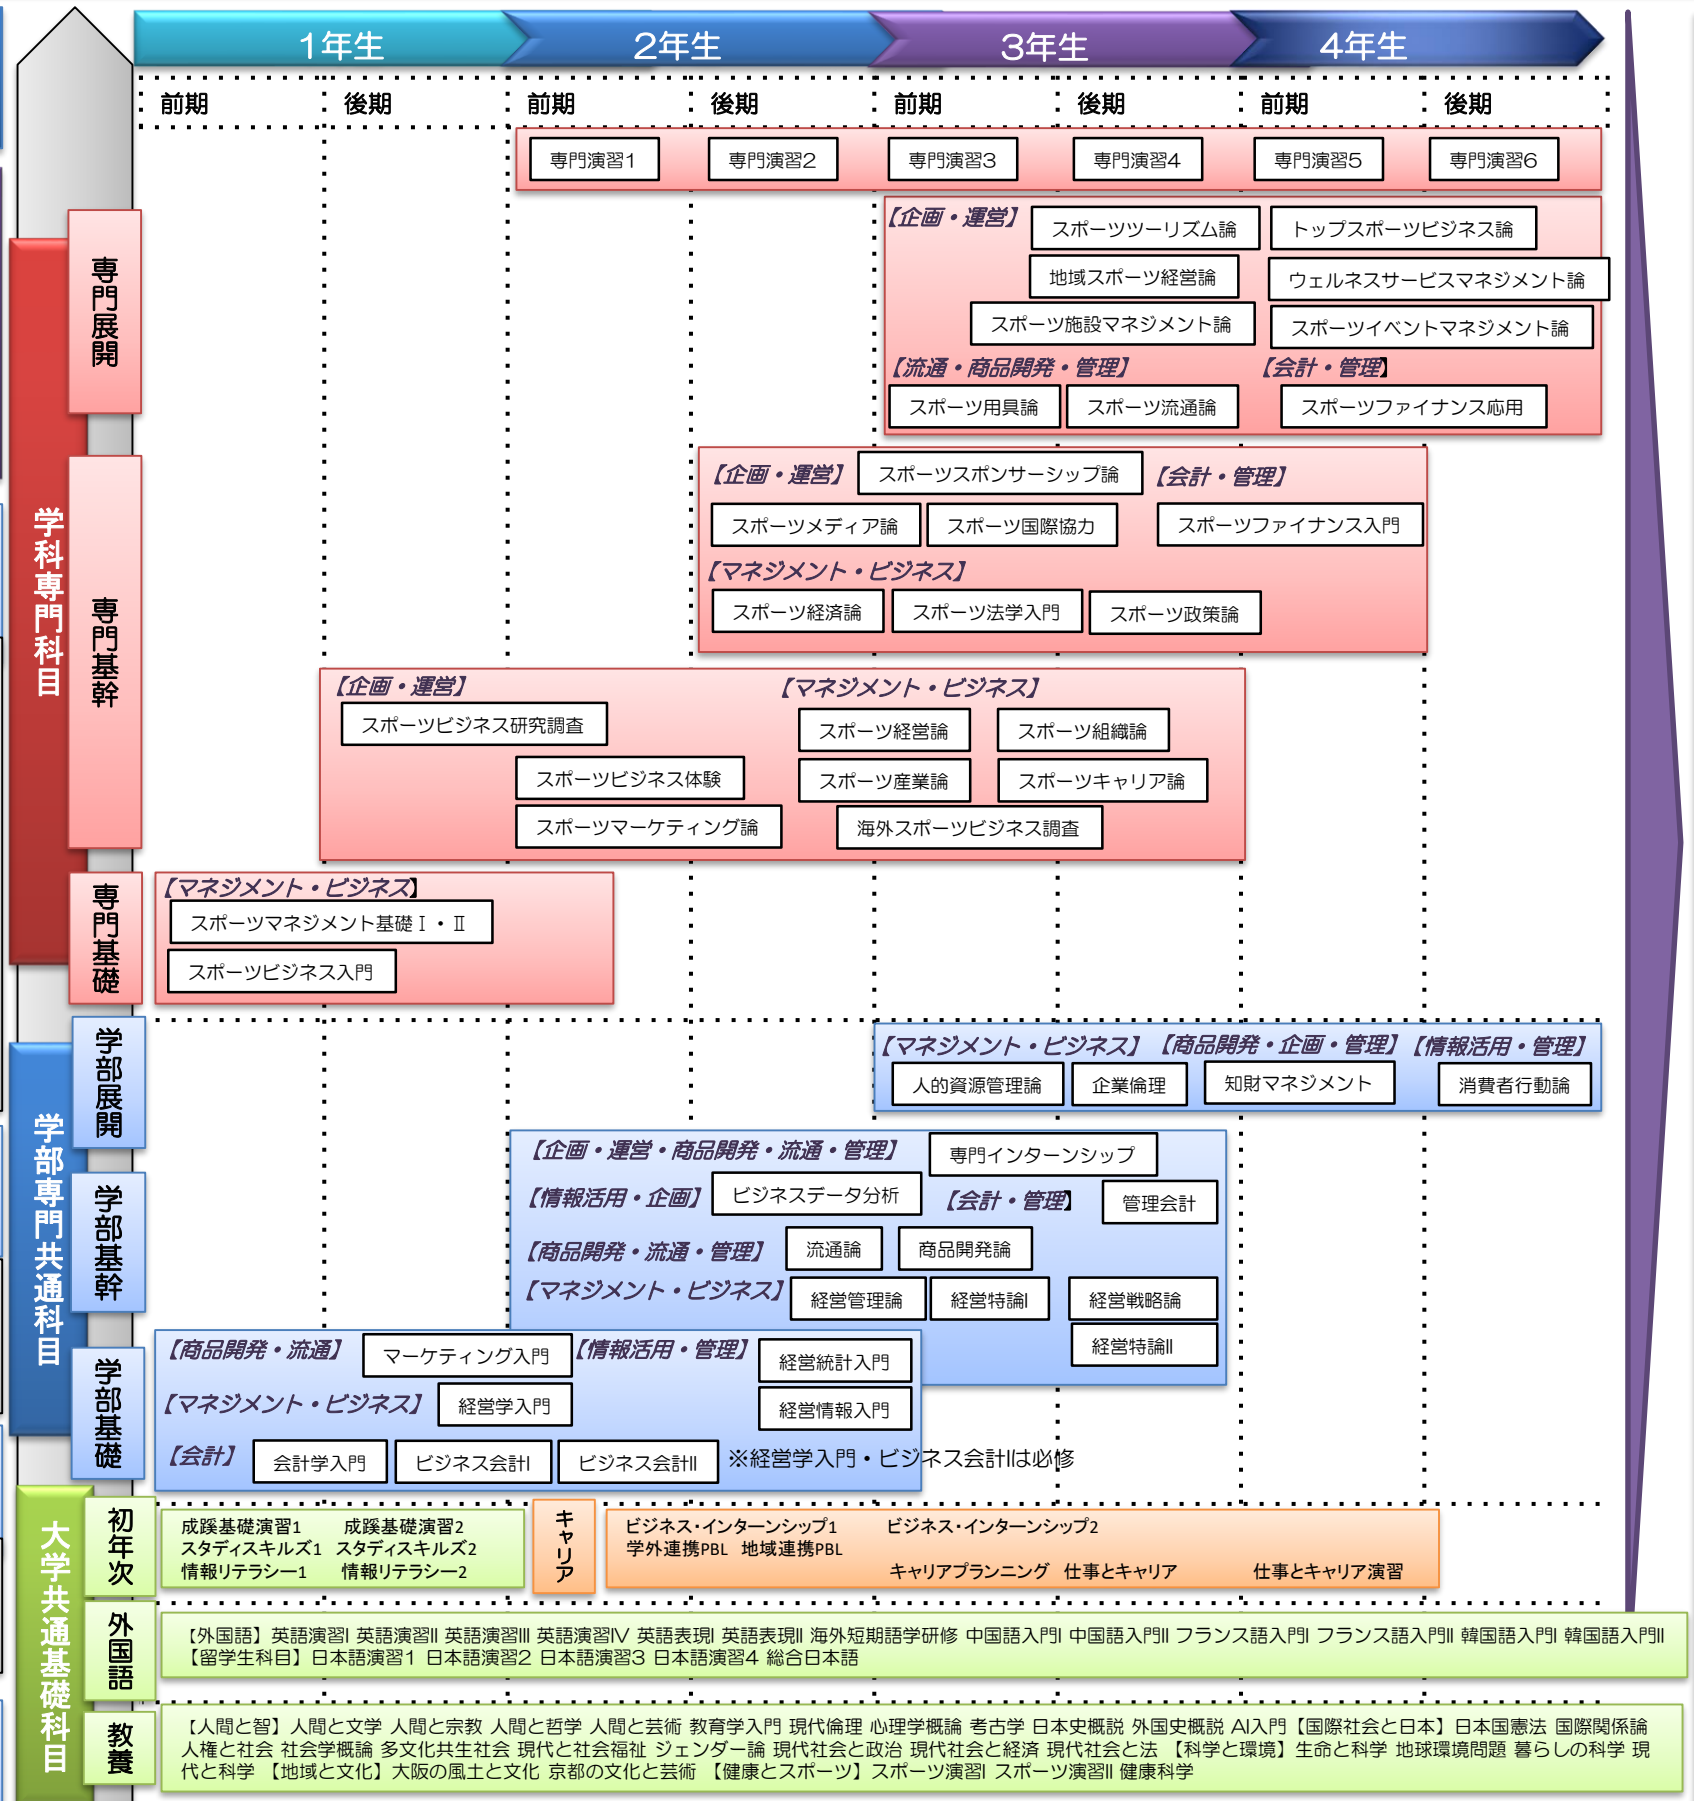 1年生 2年生 3年生 4年生
前期 後期 前期 後期 前期 後期 前期 後期
専門演習1 専門演習2 専門演習3 専門演習4 専門演習5 専門演習6
学科専門科目
専門展開
【企画・運営】 スポーツツーリズム論 トップスポーツビジネス論
地域スポーツ経営論 ウェルネスサービスマネジメント論
スポーツ施設マネジメント論 スポーツイベントマネジメント論
【流通・商品開発・管理】 【会計・管理】
スポーツ用具論 スポーツ流通論 スポーツファイナンス応用
専門基幹
【企画・運営】 スポーツスポンサーシップ論 【会計・管理】
スポーツメディア論 スポーツ国際協力 スポーツファイナンス入門
【マネジメント・ビジネス】
スポーツ経済論 スポーツ法学入門 スポーツ政策論
【企画・運営】 【マネジメント・ビジネス】
スポーツビジネス研究調査 スポーツ経営論 スポーツ組織論
スポーツビジネス体験 スポーツ産業論 スポーツキャリア論
スポーツマーケティング論 海外スポーツビジネス調査
専門基礎
【マネジメント・ビジネス】
スポーツマネジメント基礎Ⅰ・Ⅱ
スポーツビジネス入門
学部専門共通科目
学部展開
【マネジメント・ビジネス】 【商品開発・企画・管理】 【情報活用・管理】
人的資源管理論 企業倫理 知財マネジメント 消費者行動論
学部基幹
【企画・運営・商品開発・流通・管理】 専門インターンシップ
【情報活用・企画】 ビジネスデータ分析 【会計・管理】 管理会計
【商品開発・流通・管理】 流通論 商品開発論
【マネジメント・ビジネス】 経営管理論 経営特論I 経営戦略論
経営特論II
学部基礎
【商品開発・流通】 マーケティング入門 【情報活用・管理】 経営統計入門
【マネジメント・ビジネス】 経営学入門 経営情報入門
【会計】 会計学入門 ビジネス会計I ビジネス会計II ※経営学入門・ビジネス会計Iは必修
大学共通基礎科目
初年次
成蹊基礎演習1 成蹊基礎演習2
スタディスキルズ1 スタディスキルズ2
情報リテラシー1 情報リテラシー2
キャリア
ビジネス・インターンシップ1 ビジネス・インターンシップ2
学外連携PBL 地域連携PBL
キャリアプランニング 仕事とキャリア 仕事とキャリア演習
外国語
【外国語】英語演習I 英語演習II 英語演習III 英語演習IV 英語表現I 英語表現II 海外短期語学研修 中国語入門I 中国語入門II フランス語入門I フランス語入門II 韓国語入門I 韓国語入門II
【留学生科目】日本語演習1 日本語演習2 日本語演習3 日本語演習4 総合日本語
教養
【人間と智】人間と文学 人間と宗教 人間と哲学 人間と芸術 教育学入門 現代倫理 心理学概論 考古学 日本史概説 外国史概説 AI入門【国際社会と日本】日本国憲法 国際関係論
人権と社会 社会学概論 多文化共生社会 現代と社会福祉 ジェンダー論 現代社会と政治 現代社会と経済 現代社会と法 【科学と環境】生命と科学 地球環境問題 暮らしの科学 現
代と科学 【地域と文化】大阪の風土と文化 京都の文化と芸術 【健康とスポーツ】スポーツ演習I スポーツ演習II 健康科学